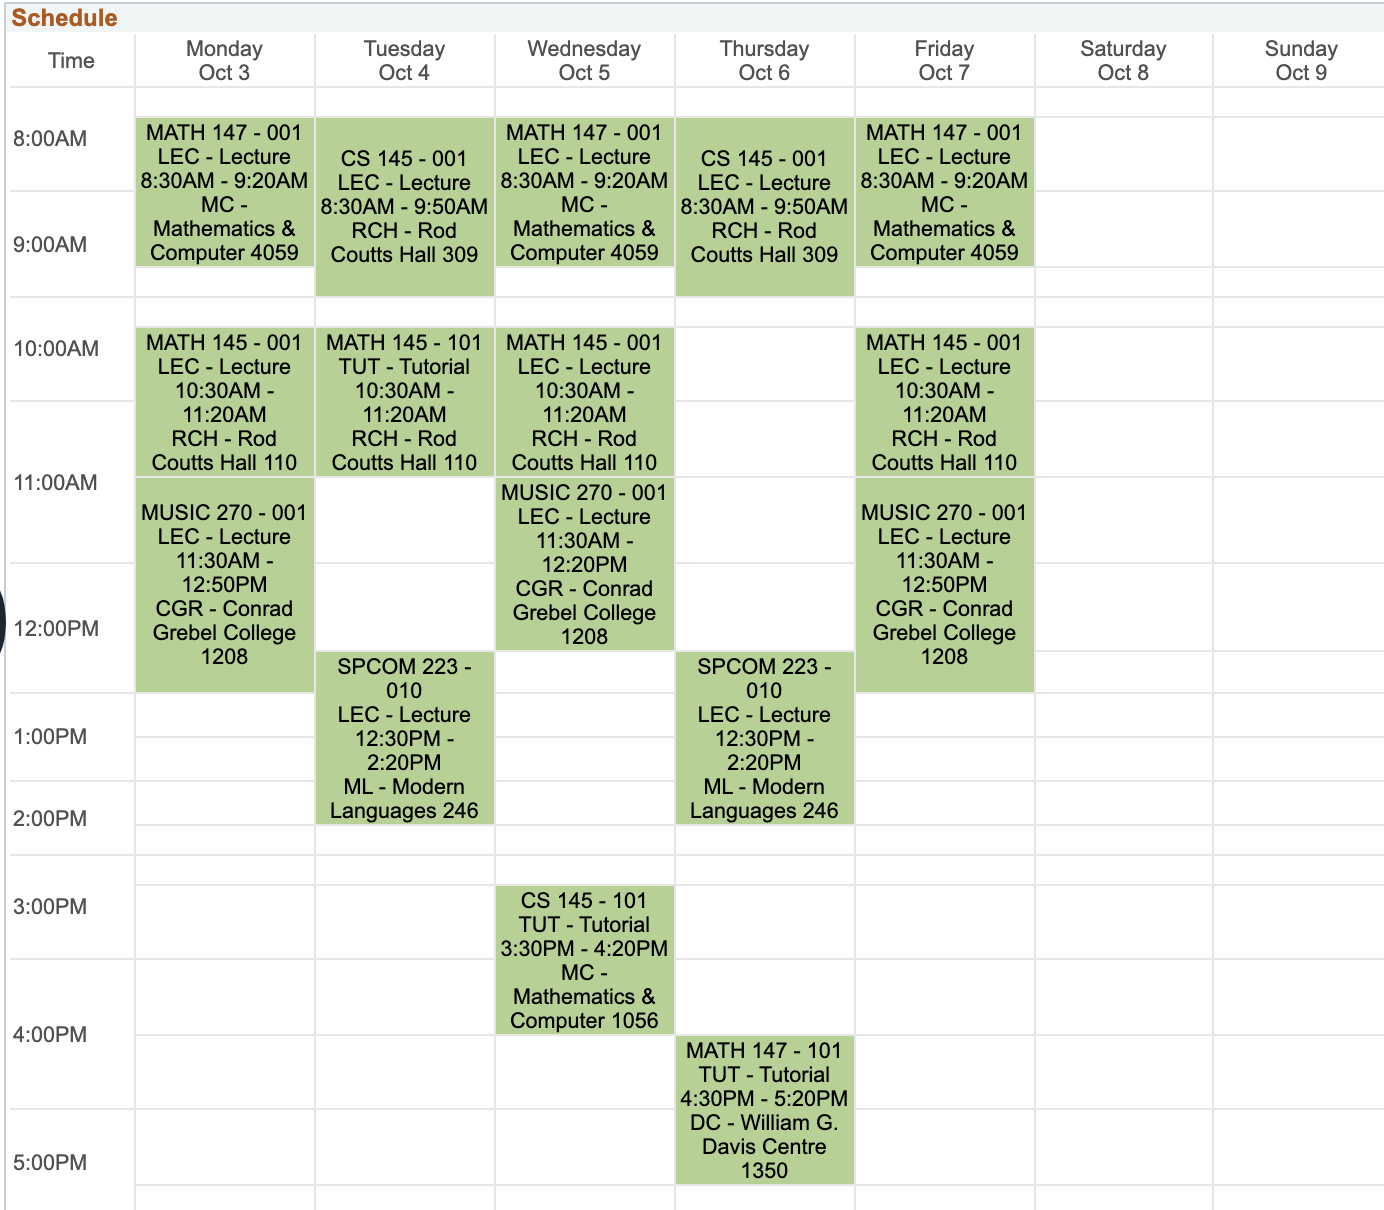 Schedule
Time
Monday
Oct 3
Tuesday
Oct 4
Wednesday
Oct 5
Thursday
Oct 6
Friday
Oct 7
Saturday
Oct 8
Sunday
Oct 9
8:00AM
9:00AM
10:00AM
11:00AM
12:00PM
1:00PM
2:00PM
3:00PM
4:00PM
5:00PM
MATH 147 - 001
LEC - Lecture
8:30AM - 9:20AM
MC -
Mathematics &
Computer 4059
MATH 145 - 001
LEC - Lecture
10:30AM -
11:20AM
RCH - Rod
Coutts Hall 110
MUSIC 270 - 001
LEC - Lecture
11:30AM -
12:50PM
CGR - Conrad
Grebel College
1208
CS 145 - 001
LEC - Lecture
8:30AM - 9:50AM
RCH - Rod
Coutts Hall 309
MATH 145 - 101
TUT - Tutorial
10:30AM -
11:20AM
RCH - Rod
Coutts Hall 110
SPCOM 223 -
010
LEC - Lecture
12:30PM -
2:20PM
ML - Modern
Languages 246
MATH 147 - 001
LEC - Lecture
8:30AM - 9:20AM
MC -
Mathematics &
Computer 4059
MATH 145 - 001
LEC - Lecture
10:30AM -
11:20AM
RCH - Rod
Coutts Hall 110
MUSIC 270 - 001
LEC - Lecture
11:30AM -
12:20PM
CGR - Conrad
Grebel College
1208
CS 145 - 101
TUT - Tutorial
3:30PM - 4:20PM
MC -
Mathematics &
Computer 1056
CS 145 - 001
LEC - Lecture
8:30AM - 9:50AM
RCH - Rod
Coutts Hall 309
SPCOM 223 -
010
LEC - Lecture
12:30PM -
2:20PM
ML - Modern
Languages 246
MATH 147 - 101
TUT - Tutorial
4:30PM - 5:20PM
DC - William G.
Davis Centre
1350
MATH 147 - 001
LEC - Lecture
8:30AM - 9:20AM
MC -
Mathematics &
Computer 4059
MATH 145 - 001
LEC - Lecture
10:30AM -
11:20AM
RCH - Rod
Coutts Hall 110
MUSIC 270 - 001
LEC - Lecture
11:30AM -
12:50PM
CGR - Conrad
Grebel College
1208